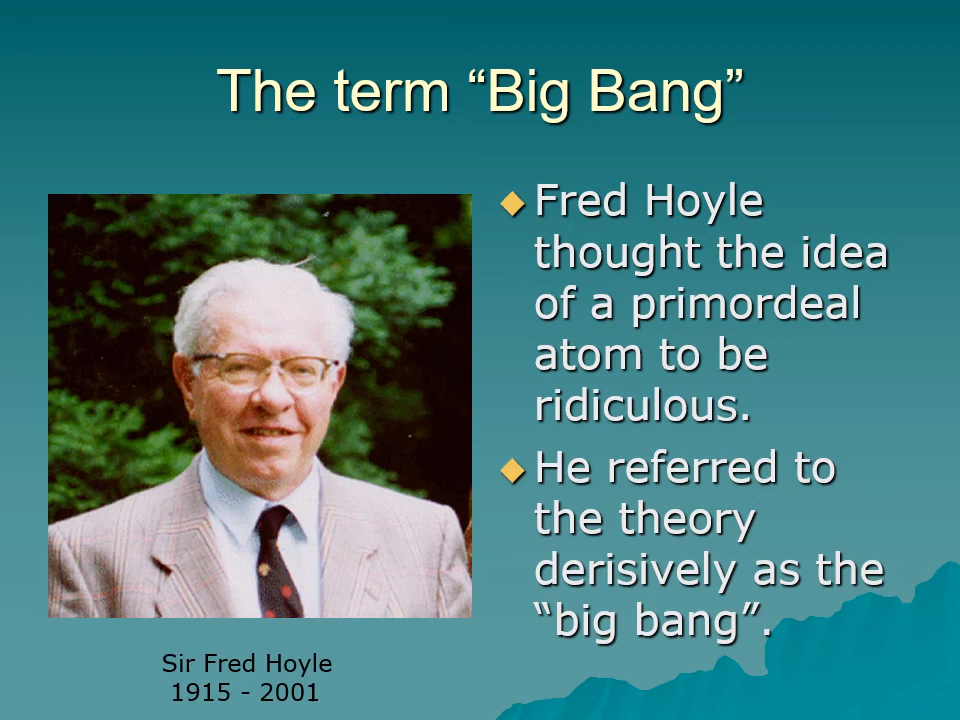 The term “Big Bang”
Fred Hoyle
thought the idea
of a primordeal
atom to be
ridiculous.
He referred to
the theory
derisively as the
“big bang”.
Sir Fred Hoyle
1915 - 2001